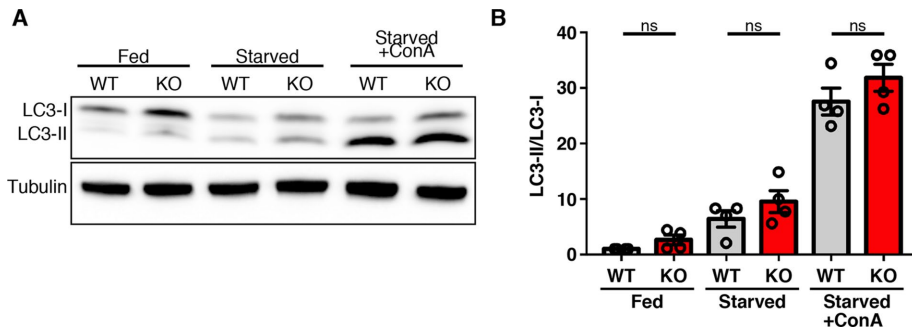 A
Fed
Starved
Starved
+ConA
WT KO WT KO WT KO
LC3-I
LC3-II
Tubulin
B
ns ns ns
LC3-II/LC3-I
40
30
20
10
0
WT KO WT KO WT KO
Fed Starved Starved
+ConA